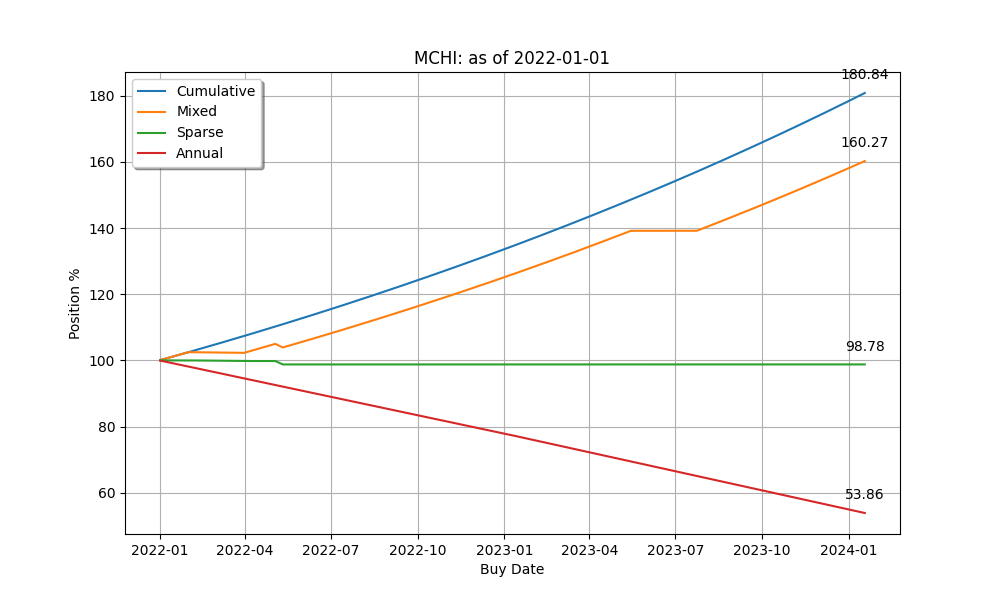 MCHI: as of 2022-01-01
180.84
Cumulative
Mixed
Sparse
Annual
160.27
98.78
53.86
180
160
140
120
100
80
60
Position %
2022-01 2022-04 2022-07 2022-10 2023-01 2023-04 2023-07 2023-10 2024-01
Buy Date